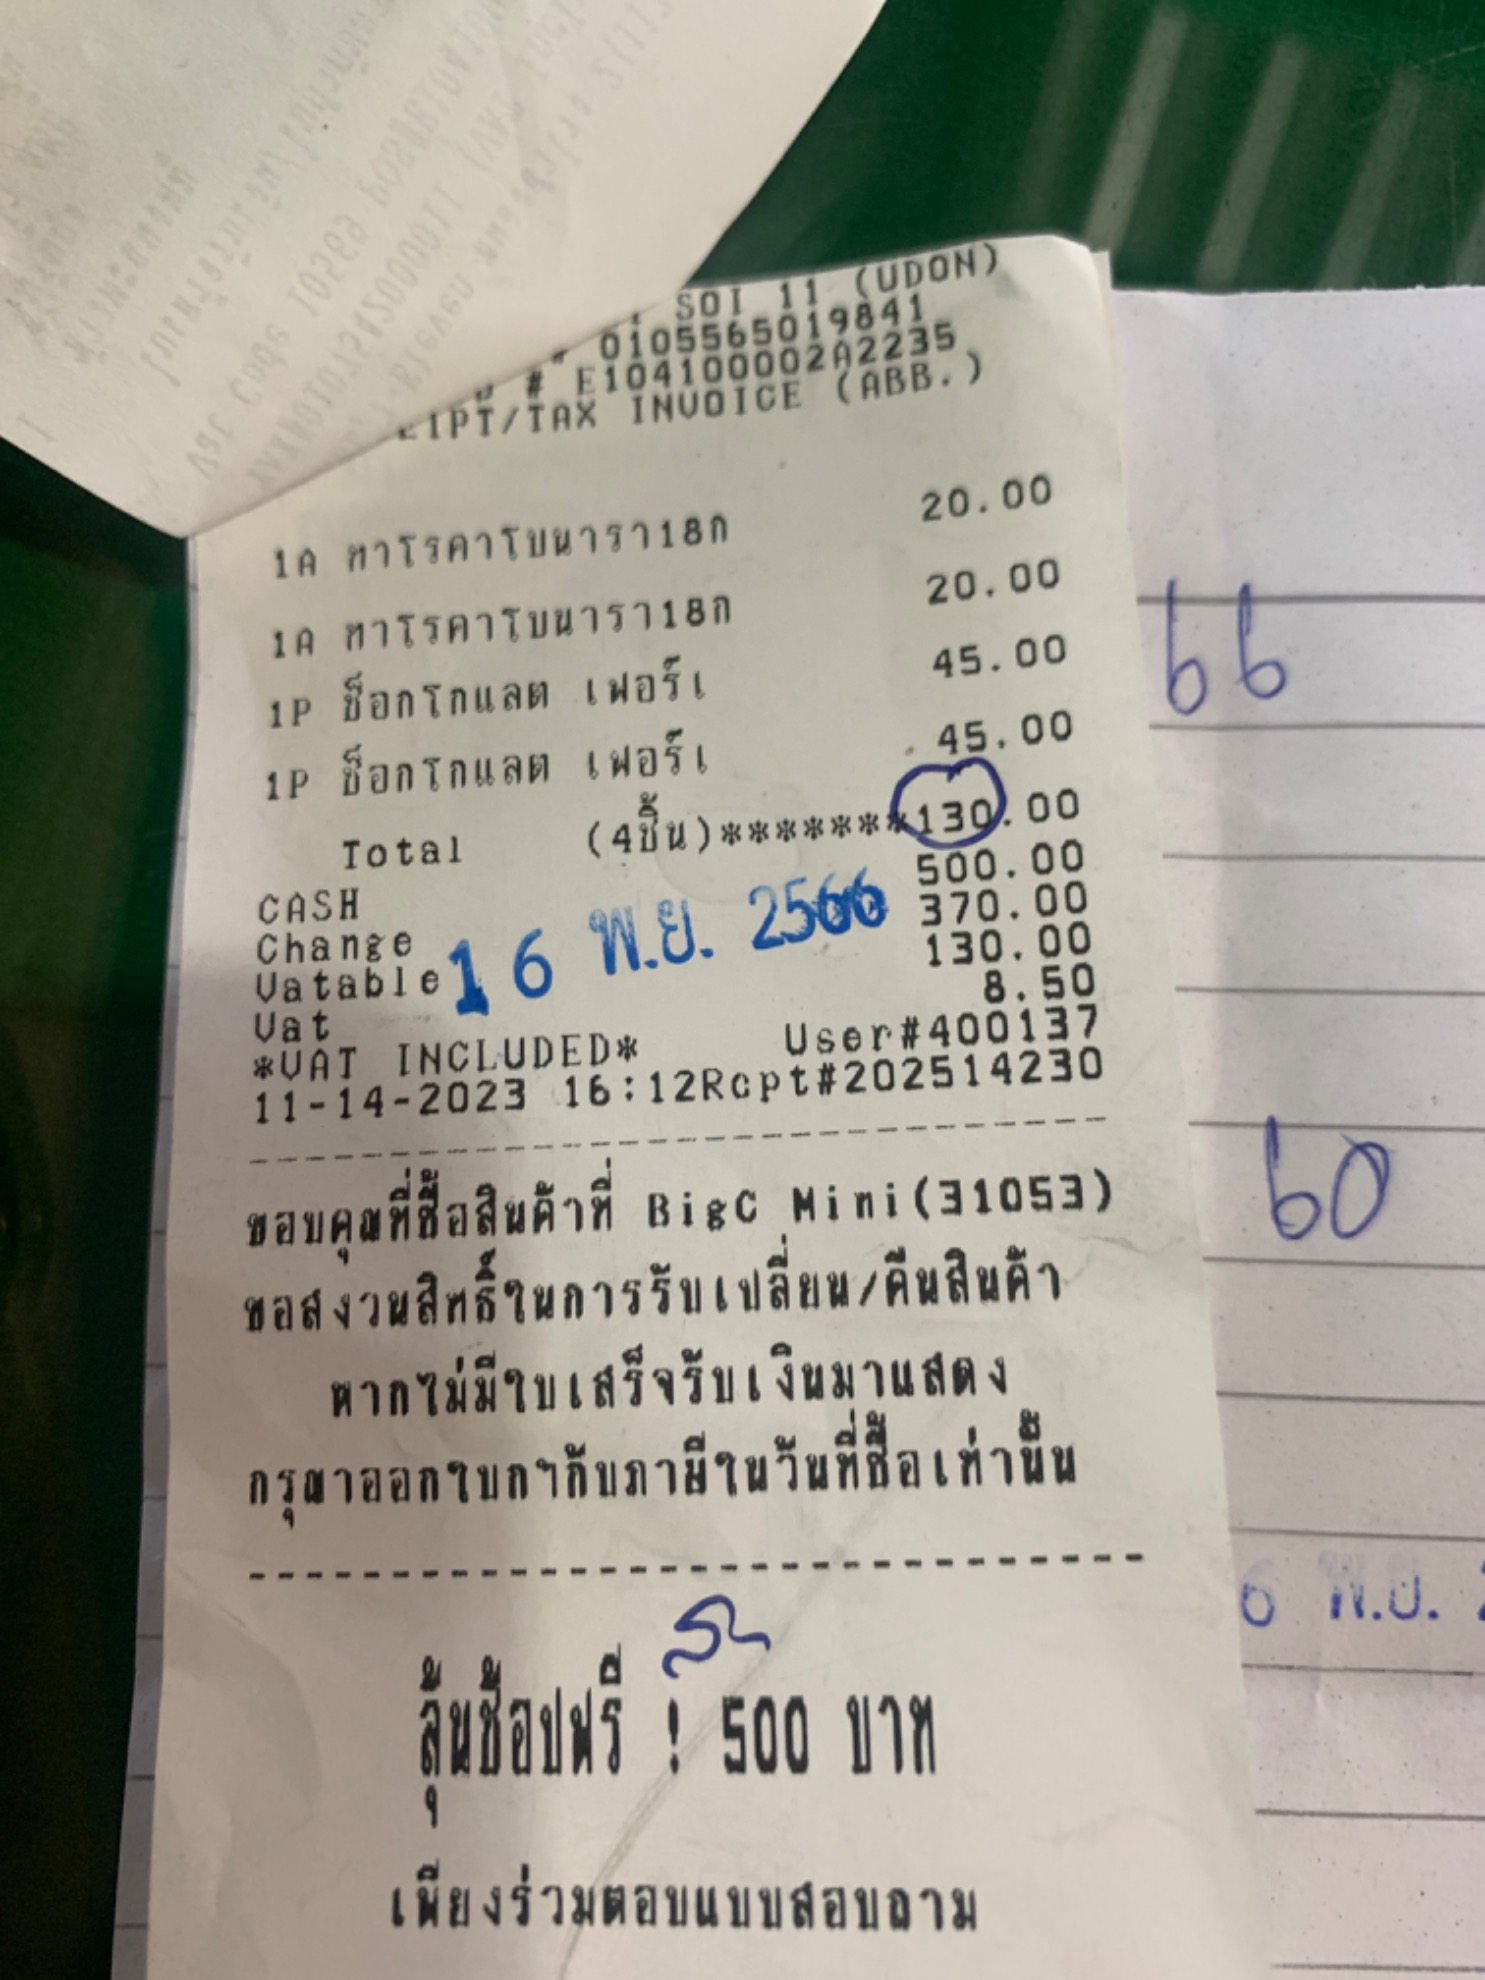 SOI 11 (UDON)
# 0105565019841
# E104100002A2235
EIPT/TAX INVOICE (ABB.)
1A ทาโรคาโบนารา18ก 20.00
1A ทาโรคาโบนารา18ก 20.00
1P ช็อกโกแลต เฟอร์เ 45.00
1P ช็อกโกแลต เฟอร์เ 45.00
Total (4ชิ้น)*******130.00
CASH 500.00
Change 370.00
Vatable 130.00
16 พ.ย. 2566
Vat 8.50
*VAT INCLUDED* User#400137
11-14-2023 16:12Rcpt#202514230
ขอบคุณที่ซื้อสินค้าที่ BigC Mini(31053)
ขอสงวนสิทธิ์ในการรับเปลี่ยน/คืนสินค้า
หากไม่มีใบเสร็จรับเงินมาแสดง
กรุณาออกใบกฯกับภาษีในวันที่ซื้อเท่านั้น
ลุ้นช้อปฟรี ! 500 บาท
เพียงร่วมตอบแบบสอบถาม
66
60
6 พ.ย. 2